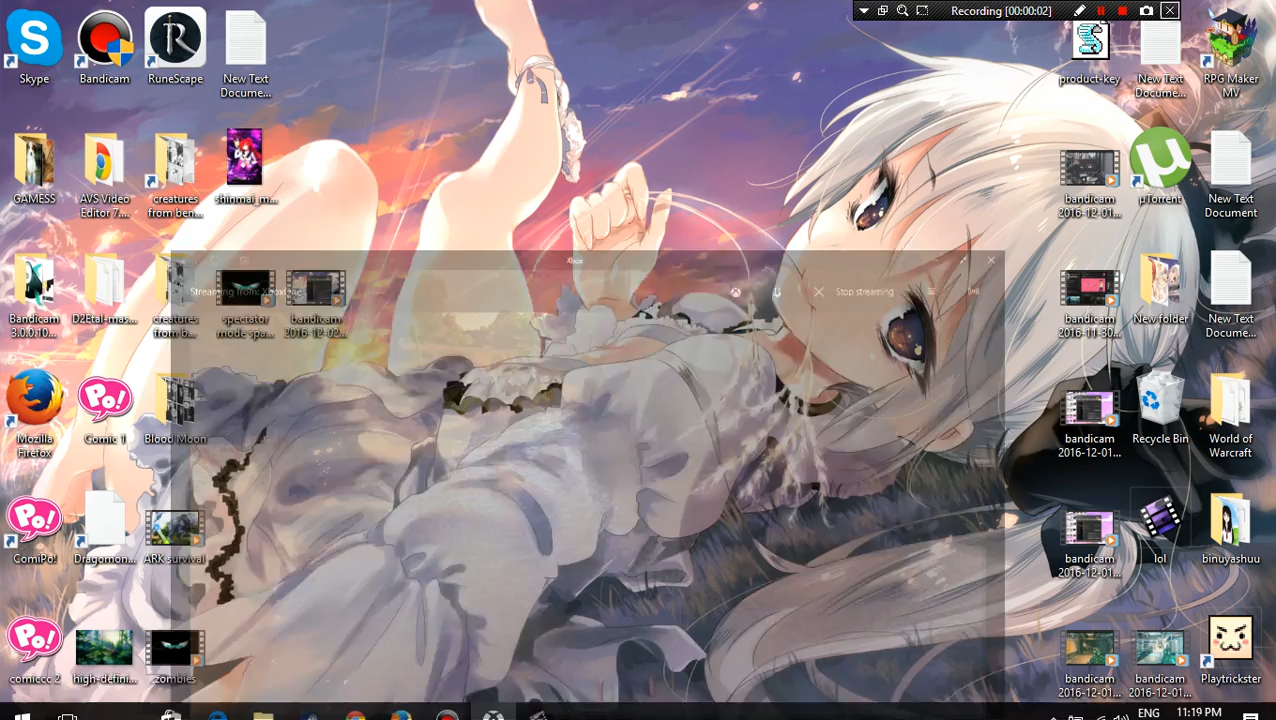 Recording [00:00:02]
Skype
Bandicam
RuneScape
New Text
Docume...
product-key
New Text
Docume...
RPG Maker
MV
GAMESS
AVS Video
Editor 7....
creatures
from ben...
shinmai_m...
bandicam
2016-12-01...
µTorrent
New Text
Document
Xbox
Streaming from: XboxOne
Stop streaming
Bandicam
3.0.0.10...
D2Etal-mas...
creatures
from b...
spectator
mode spa...
bandicam
2016-12-02...
bandicam
2016-11-30...
New folder
New Text
Docume...
Mozilla
Firefox
Comic 1
Blood Moon
bandicam
2016-12-01...
Recycle Bin
World of
Warcraft
ComiPo!
Dragomon...
ARK survival
bandicam
2016-12-01...
lol
binuyashuu
comiccc 2
high-defini...
zombies
bandicam
2016-12-01...
bandicam
2016-12-01...
Playtrickster
ENG
11:19 PM